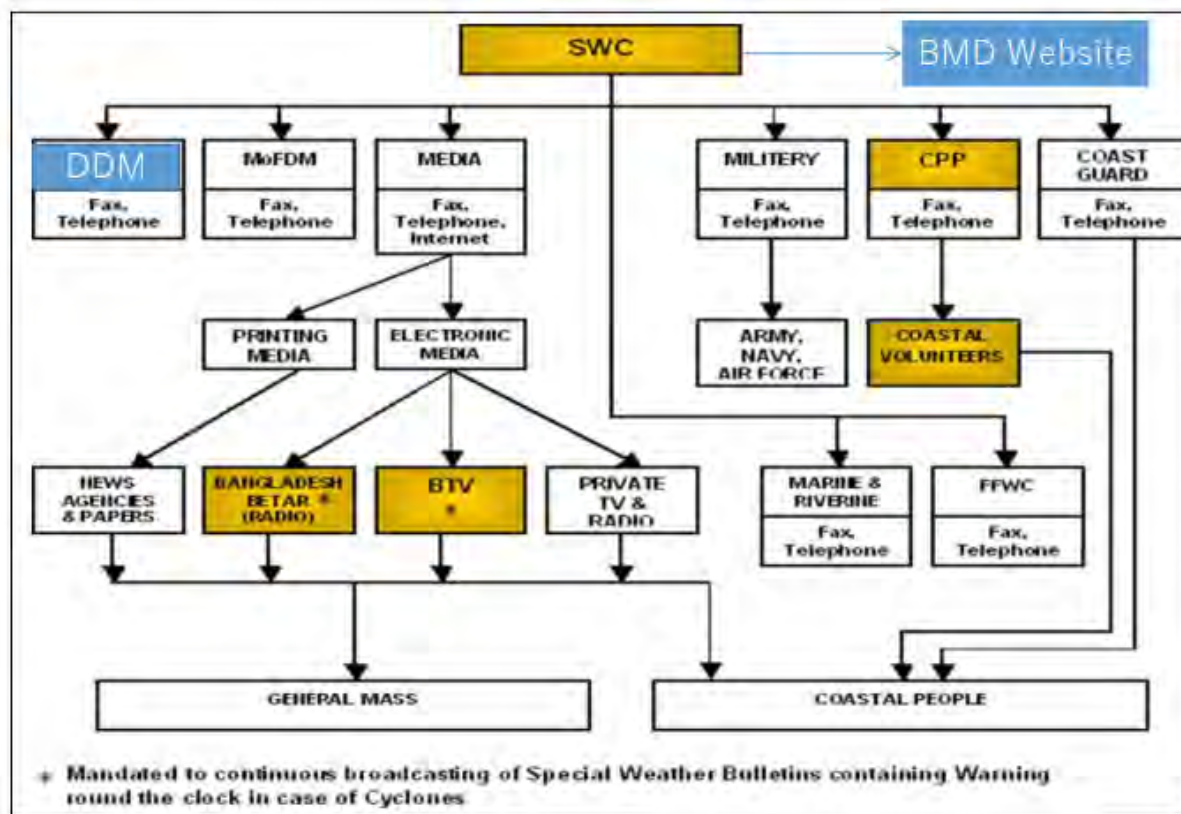 SWC
BMD Website
DDM
Fax,
Telephone
MoFDM
Fax,
Telephone
MEDIA
Fax,
Telephone,
Internet
MILITERY
Fax,
Telephone
CPP
Fax,
Telephone
COAST
GUARD
Fax,
Telephone
PRINTING
MEDIA
ELECTRONIC
MEDIA
ARMY,
NAVY,
AIR FORCE
COASTAL
VOLUNTEERS
NEWS
AGENCIES
& PAPERS
BANGLADESH
BETAR *
(RADIO)
BTV
*
PRIVATE
TV &
RADIO
MARINE &
RIVERINE
Fax,
Telephone
FFWC
Fax,
Telephone
GENERAL MASS
COASTAL PEOPLE
* Mandated to continuous broadcasting of Special Weather Bulletins containing Warning
round the clock in case of Cyclones